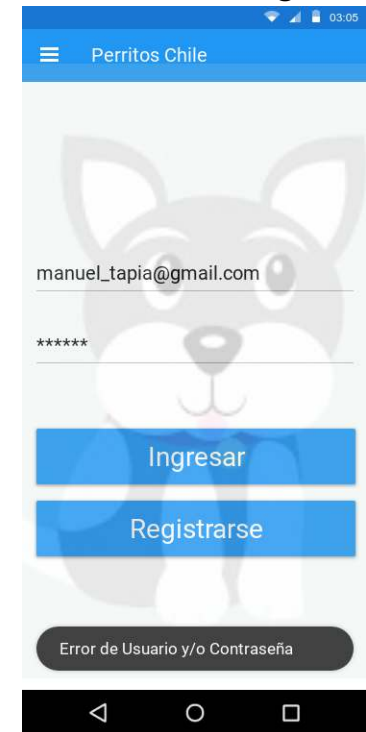 03:05
Perritos Chile
manuel_tapia@gmail.com
******
Ingresar
Registrarse
Error de Usuario y/o Contraseña